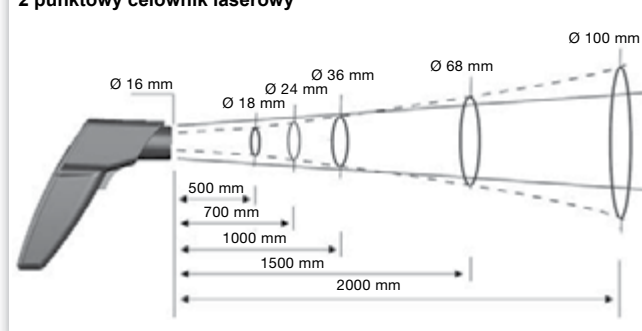 2 punktowy celownik laserowy
Ø 100 mm
Ø 68 mm
Ø 36 mm
Ø 24 mm
Ø 16 mm
Ø 18 mm
500 mm
700 mm
1000 mm
1500 mm
2000 mm